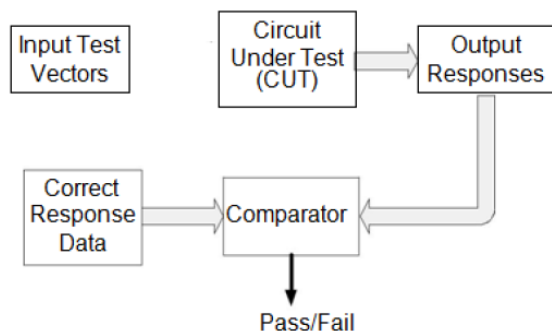 Input Test
Vectors
Circuit
Under Test
(CUT)
Output
Responses
Correct
Response
Data
Comparator
Pass/Fail